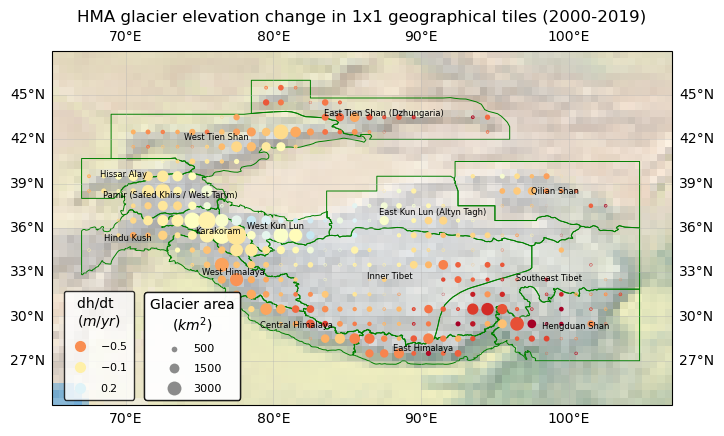 HMA glacier elevation change in 1x1 geographical tiles (2000-2019)
70°E 80°E 90°E 100°E
45°N 45°N
East Tien Shan (Dzhungaria)
42°N West Tien Shan 42°N
39°N Hissar Alay 39°N
Pamir (Safed Khirs / West Tarim) Qilian Shan
East Kun Lun (Altyn Tagh)
36°N Karakoram West Kun Lun 36°N
Hindu Kush
33°N West Himalaya Inner Tibet Southeast Tibet 33°N
30°N Central Himalaya Hengduan Shan 30°N
East Himalaya
27°N 27°N
dh/dt
(m/yr)
−0.5
−0.1
0.2
Glacier area
(km²)
500
1500
3000
70°E 80°E 90°E 100°E